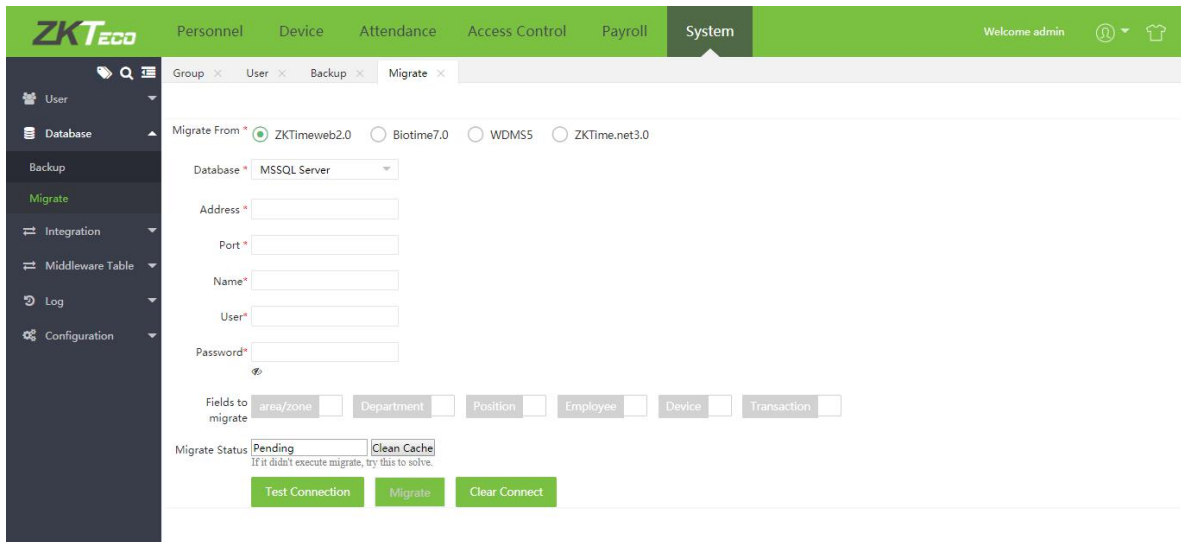 ZKTECO Personnel Device Attendance Access Control Payroll System Welcome admin
Group × User × Backup × Migrate ×
User
Database
Backup
Migrate
Integration
Middleware Table
Log
Configuration
Migrate From * ZKTimeweb2.0 Biotime7.0 WDMS5 ZKTime.net3.0
Database * MSSQL Server
Address *
Port *
Name*
User*
Password*
Fields to
migrate
area/zone Department Position Employee Device Transaction
Migrate Status Pending Clean Cache
If it didn't execute migrate, try this to solve.
Test Connection Migrate Clear Connect